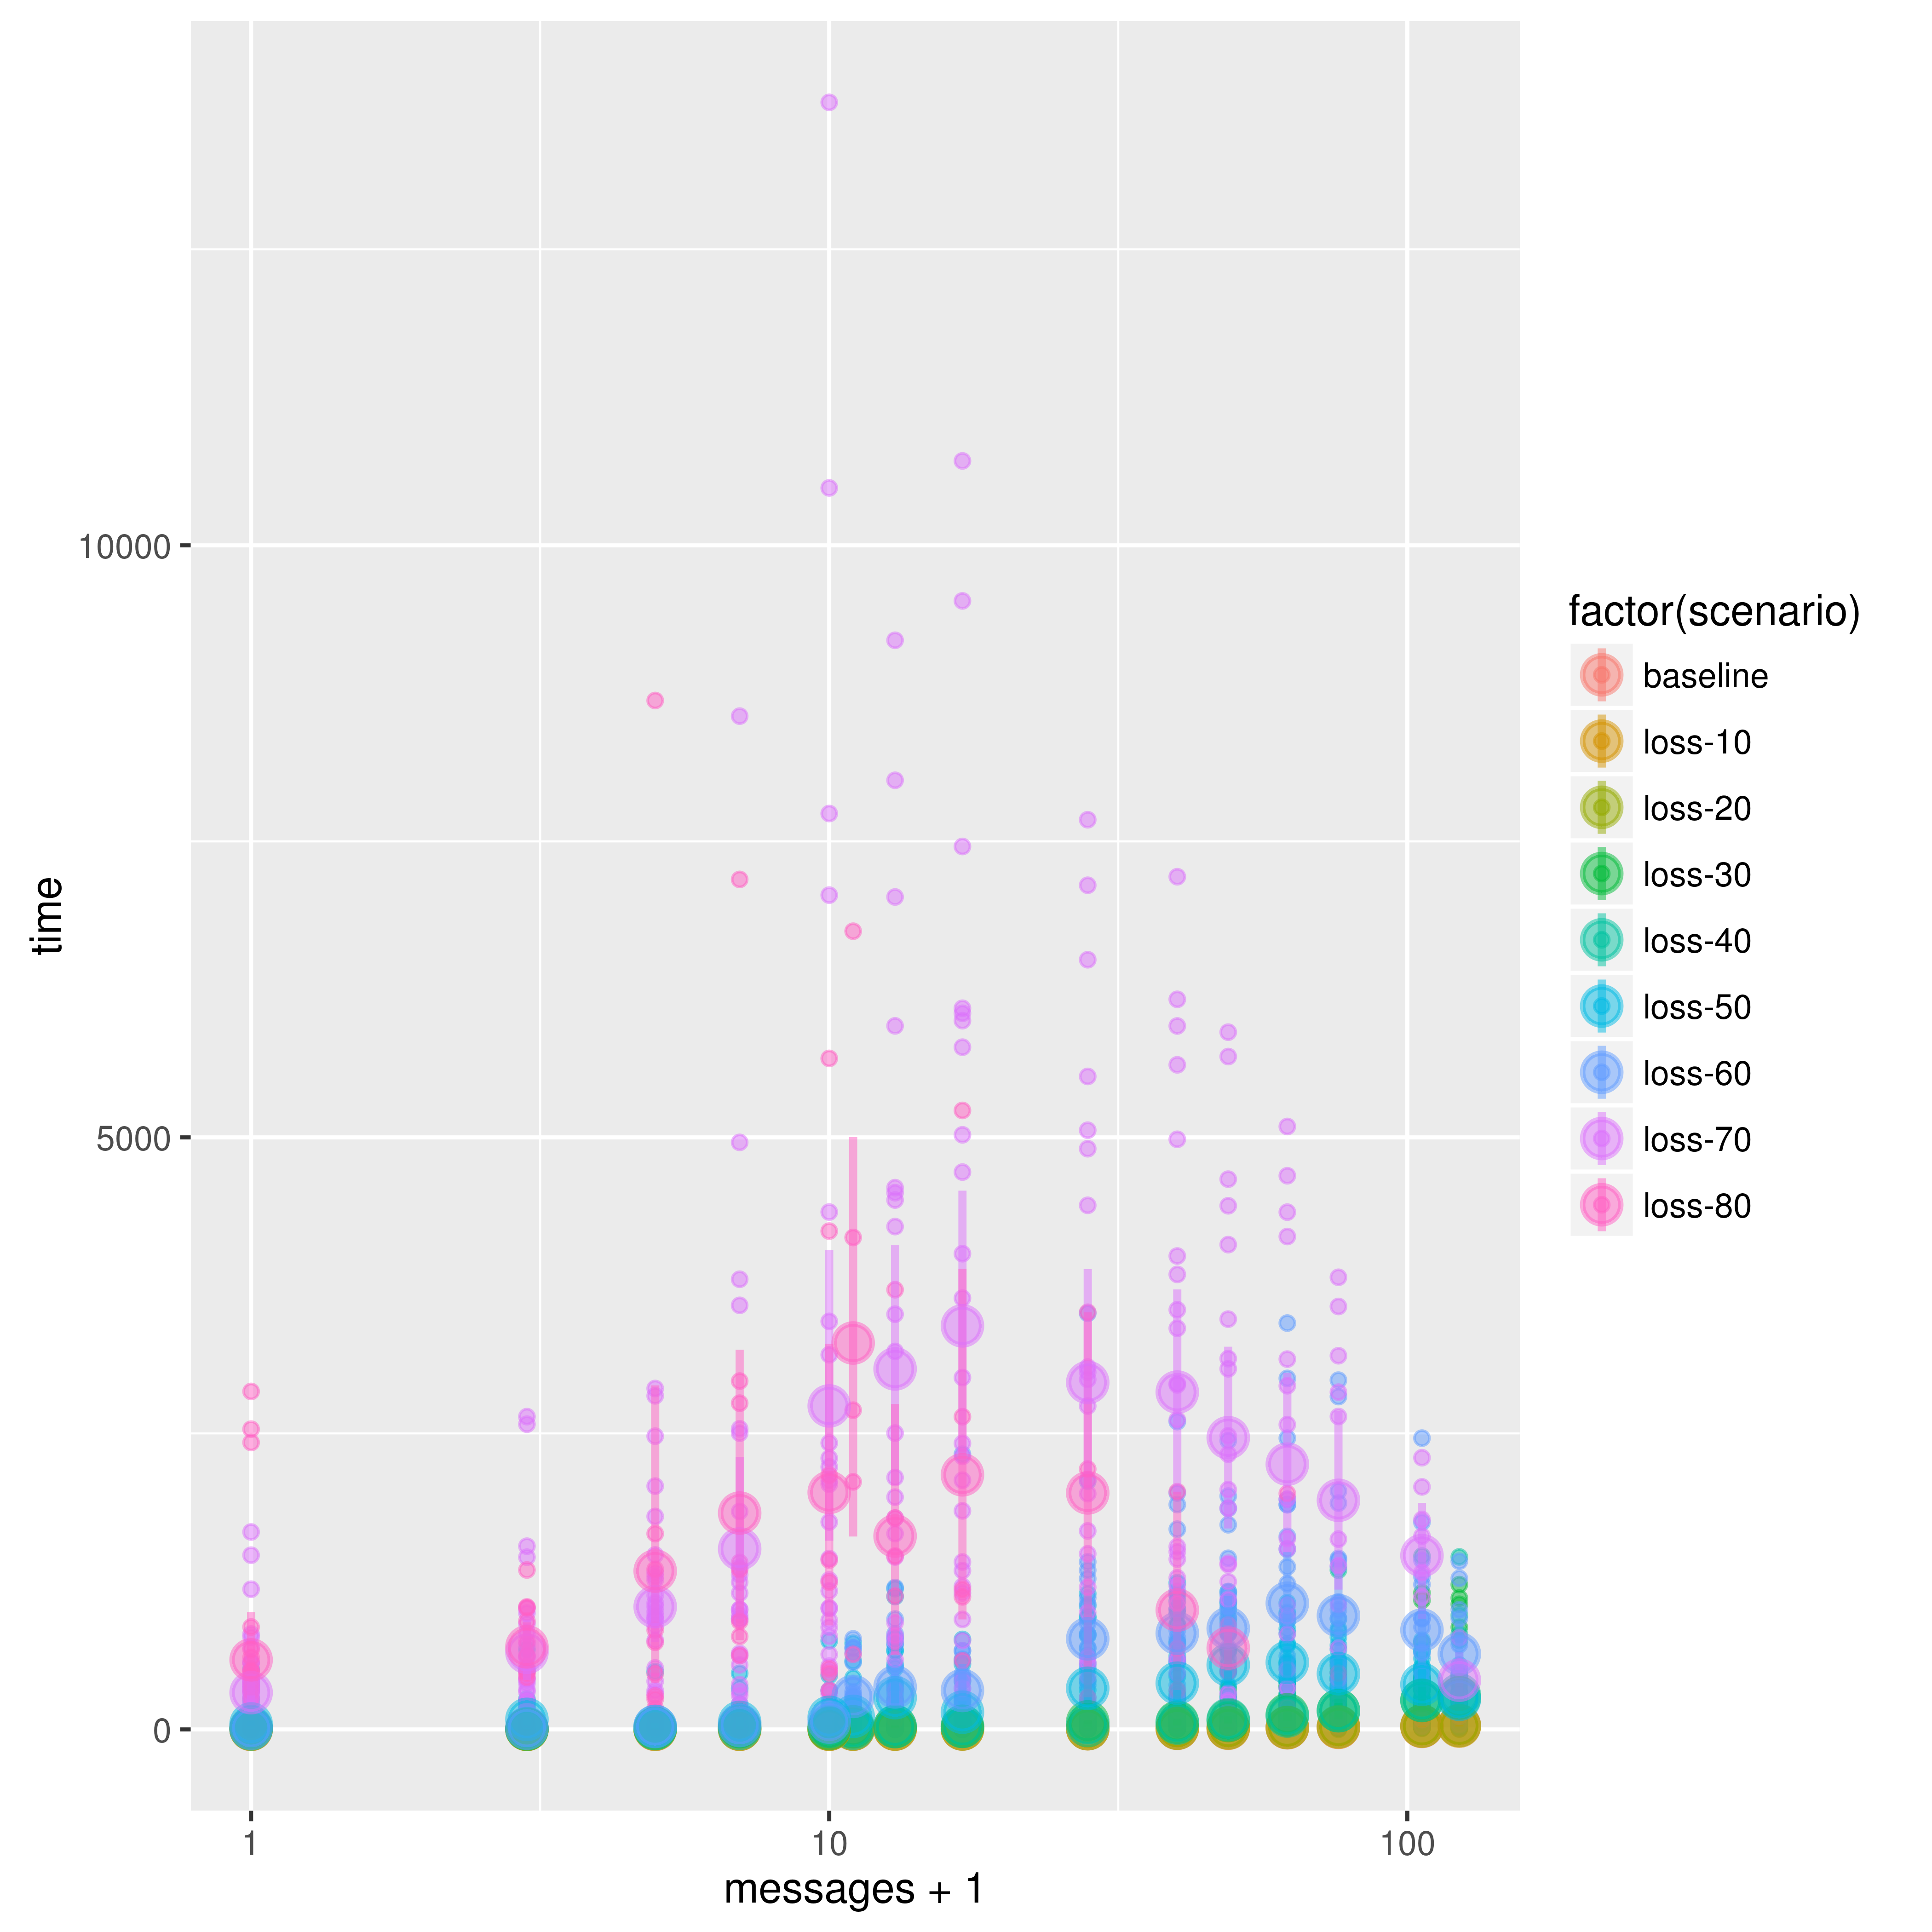 time
10000
5000
0
1
10
100
messages + 1
factor(scenario)
baseline
loss-10
loss-20
loss-30
loss-40
loss-50
loss-60
loss-70
loss-80